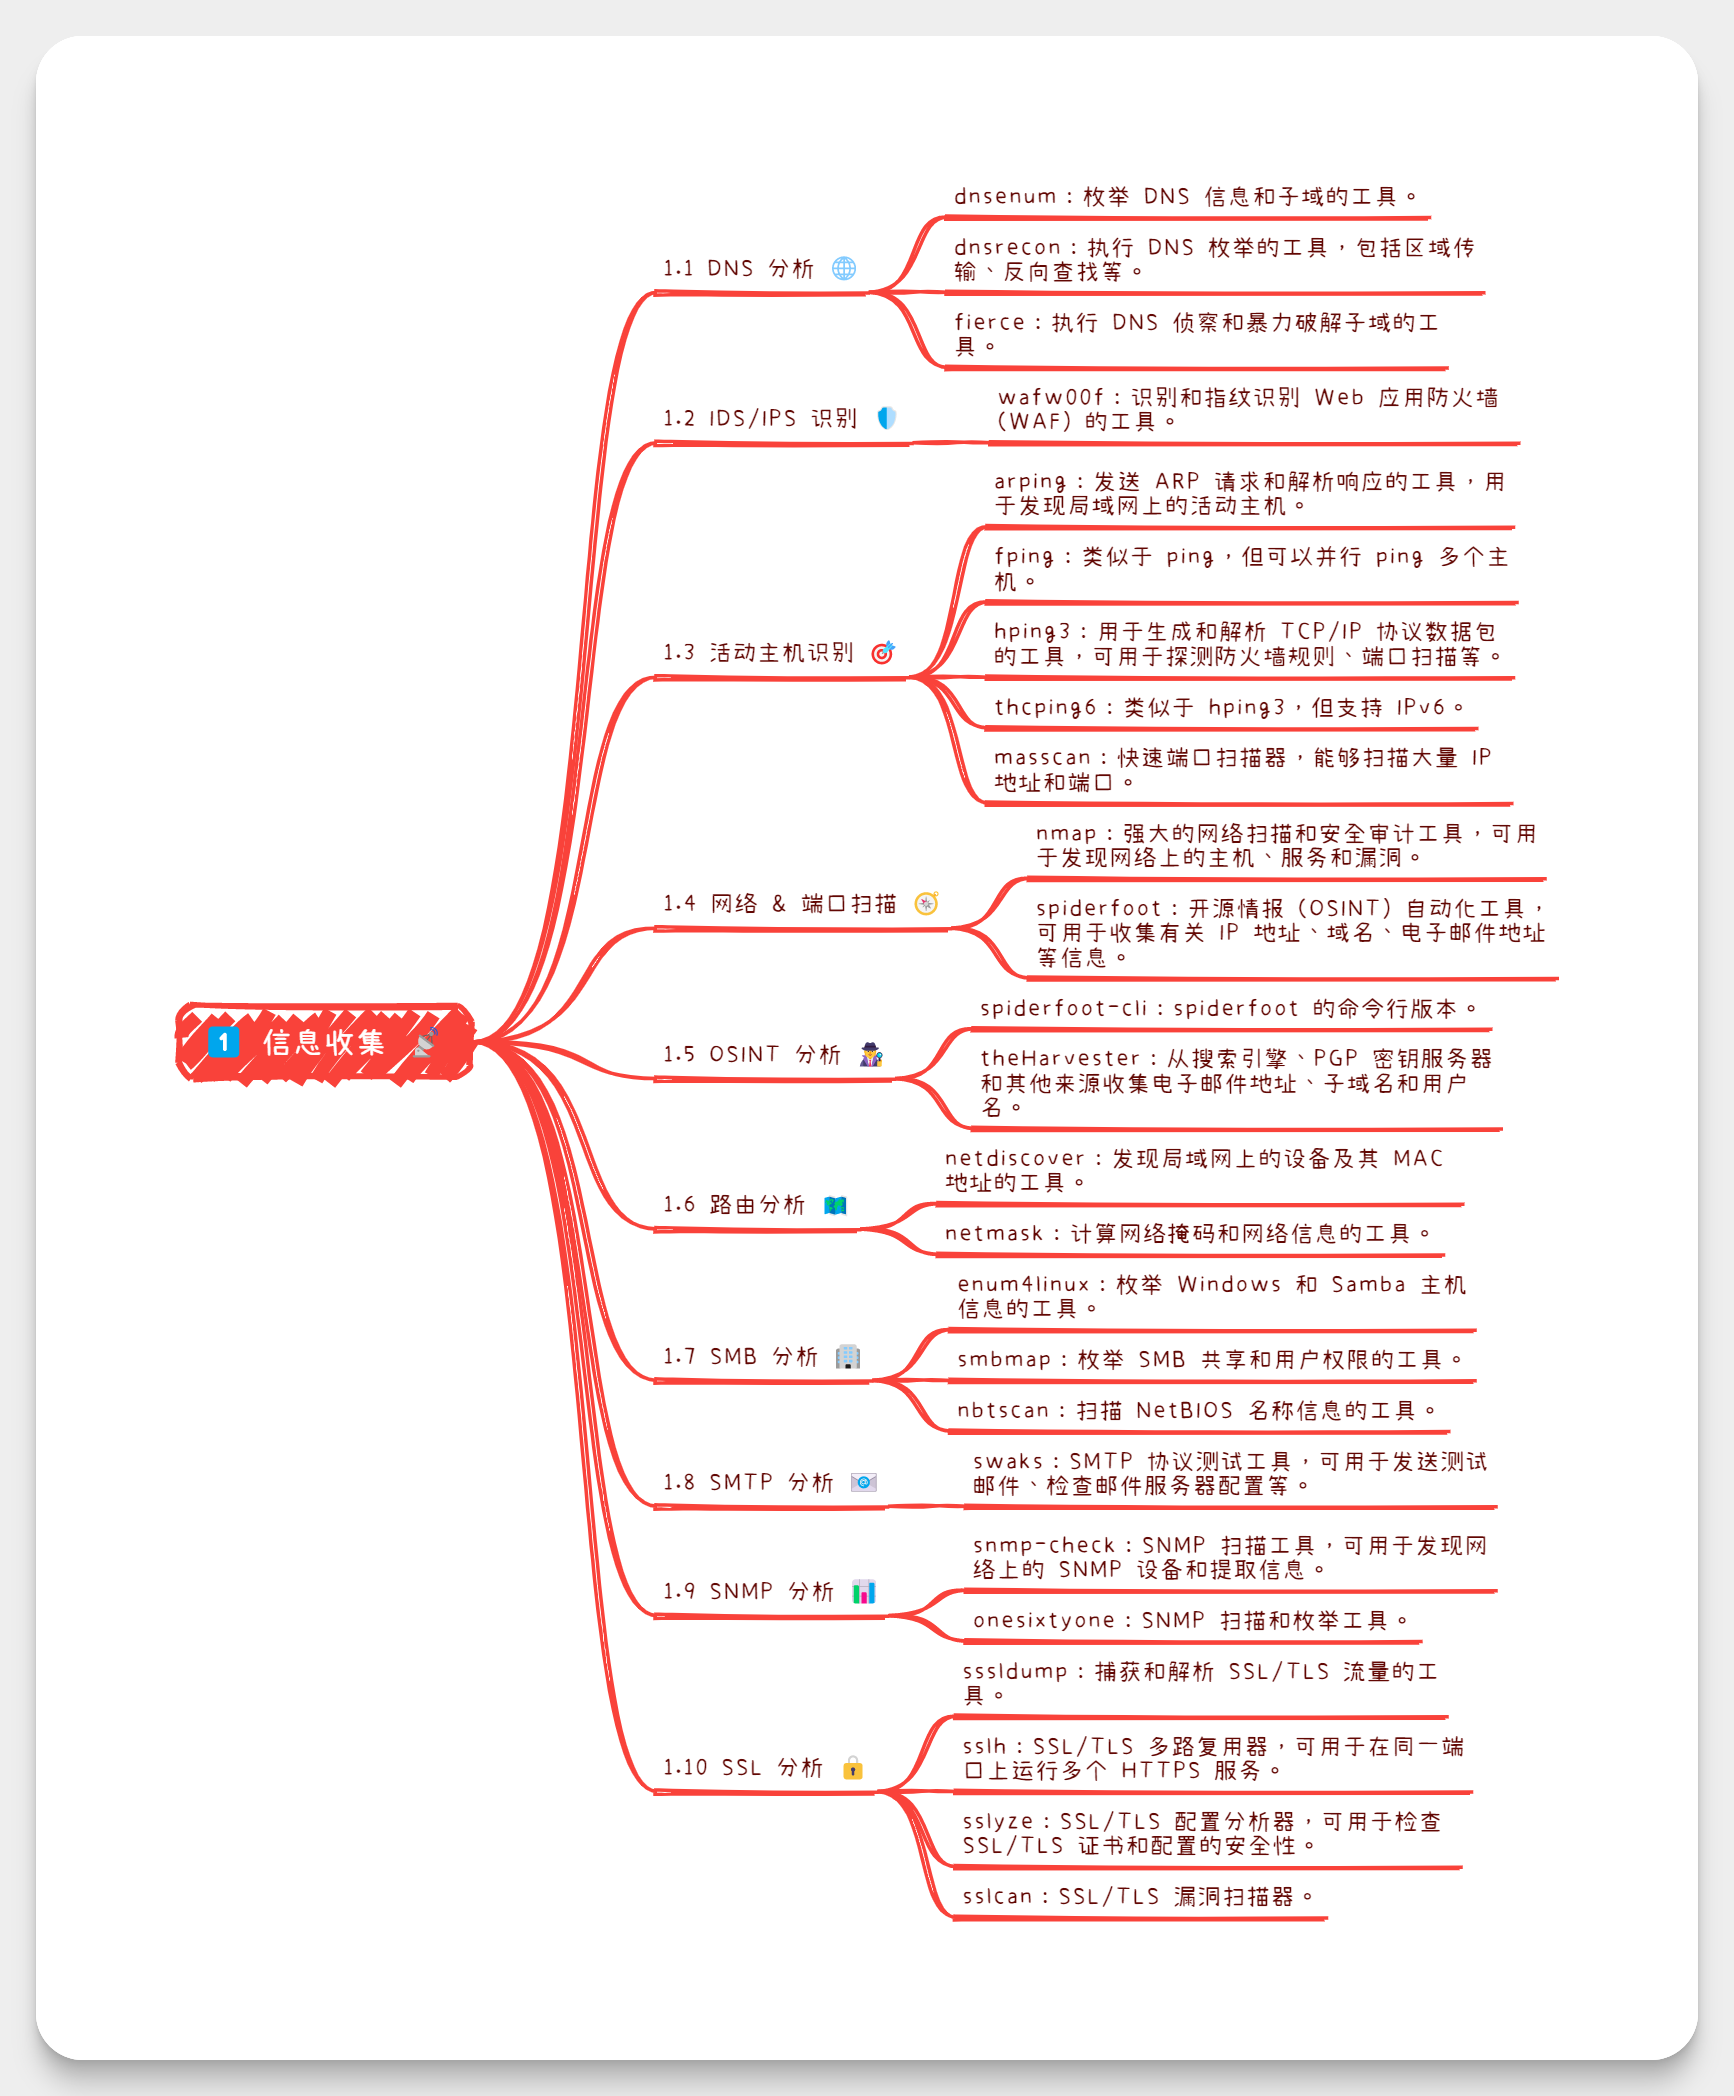 1 信息收集
1.1 DNS 分析
dnsenum：枚举 DNS 信息和子域的工具。
dnsrecon：执行 DNS 枚举的工具，包括区域传
输、反向查找等。
fierce：执行 DNS 侦察和暴力破解子域的工
具。
1.2 IDS/IPS 识别
wafw00f：识别和指纹识别 Web 应用防火墙
（WAF）的工具。
1.3 活动主机识别
arping：发送 ARP 请求和解析响应的工具，用
于发现局域网上的活动主机。
fping：类似于 ping，但可以并行 ping 多个主
机。
hping3：用于生成和解析 TCP/IP 协议数据包
的工具，可用于探测防火墙规则、端口扫描等。
thcping6：类似于 hping3，但支持 IPv6。
masscan：快速端口扫描器，能够扫描大量 IP
地址和端口。
1.4 网络 & 端口扫描
nmap：强大的网络扫描和安全审计工具，可用
于发现网络上的主机、服务和漏洞。
spiderfoot：开源情报（OSINT）自动化工具，
可用于收集有关 IP 地址、域名、电子邮件地址
等信息。
1.5 OSINT 分析
spiderfoot-cli：spiderfoot 的命令行版本。
theHarvester：从搜索引擎、PGP 密钥服务器
和其他来源收集电子邮件地址、子域名和用户
名。
1.6 路由分析
netdiscover：发现局域网上的设备及其 MAC
地址的工具。
netmask：计算网络掩码和网络信息的工具。
1.7 SMB 分析
enum4linux：枚举 Windows 和 Samba 主机
信息的工具。
smbmap：枚举 SMB 共享和用户权限的工具。
nbtscan：扫描 NetBIOS 名称信息的工具。
1.8 SMTP 分析
swaks：SMTP 协议测试工具，可用于发送测试
邮件、检查邮件服务器配置等。
1.9 SNMP 分析
snmp-check：SNMP 扫描工具，可用于发现网
络上的 SNMP 设备和提取信息。
onesixtyone：SNMP 扫描和枚举工具。
1.10 SSL 分析
sssldump：捕获和解析 SSL/TLS 流量的工
具。
sslh：SSL/TLS 多路复用器，可用于在同一端
口上运行多个 HTTPS 服务。
sslyze：SSL/TLS 配置分析器，可用于检查
SSL/TLS 证书和配置的安全性。
sslcan：SSL/TLS 漏洞扫描器。